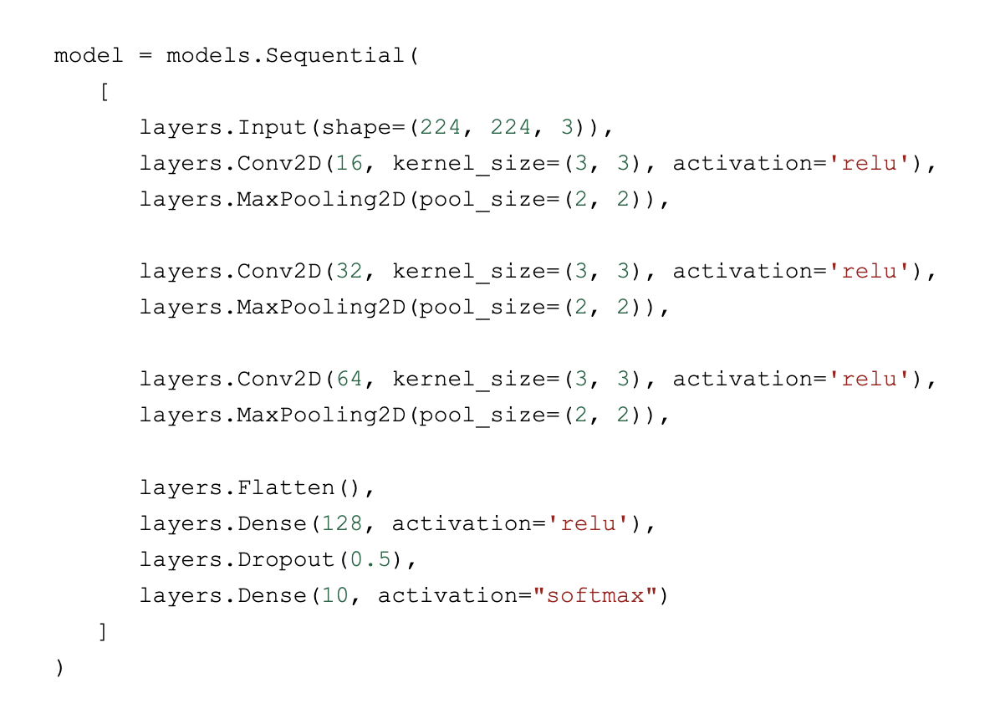 model = models.Sequential(
[
layers.Input(shape=(224, 224, 3)),
layers.Conv2D(16, kernel_size=(3, 3), activation='relu'),
layers.MaxPooling2D(pool_size=(2, 2)),
layers.Conv2D(32, kernel_size=(3, 3), activation='relu'),
layers.MaxPooling2D(pool_size=(2, 2)),
layers.Conv2D(64, kernel_size=(3, 3), activation='relu'),
layers.MaxPooling2D(pool_size=(2, 2)),
layers.Flatten(),
layers.Dense(128, activation='relu'),
layers.Dropout(0.5),
layers.Dense(10, activation="softmax")
]
)